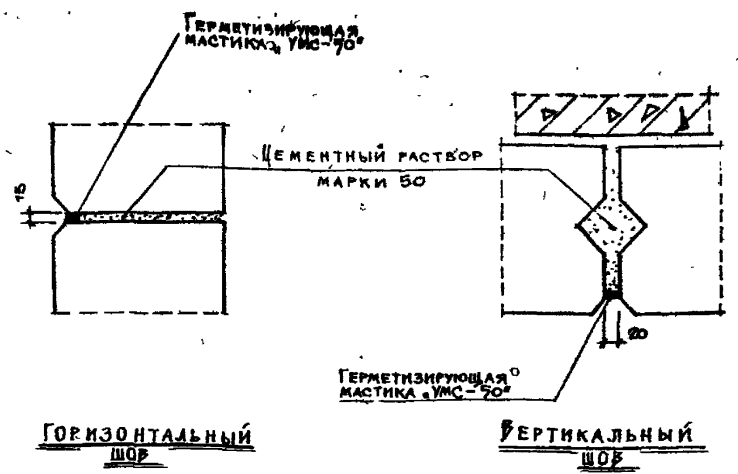 Герметизирующая
мастика „УМС-50"
Цементный раствор
марки 50
15
20
Герметизирующая
мастика „УМС-50"
Горизонтальный
шов
Вертикальный
шов